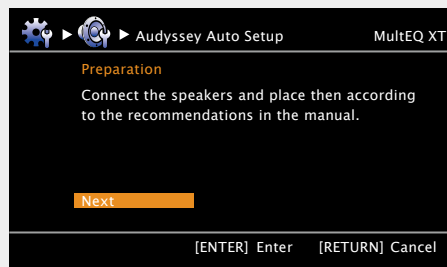 Audyssey Auto Setup MultEQ XT
Preparation
Connect the speakers and place then according
to the recommendations in the manual.
Next
[ENTER] Enter [RETURN] Cancel